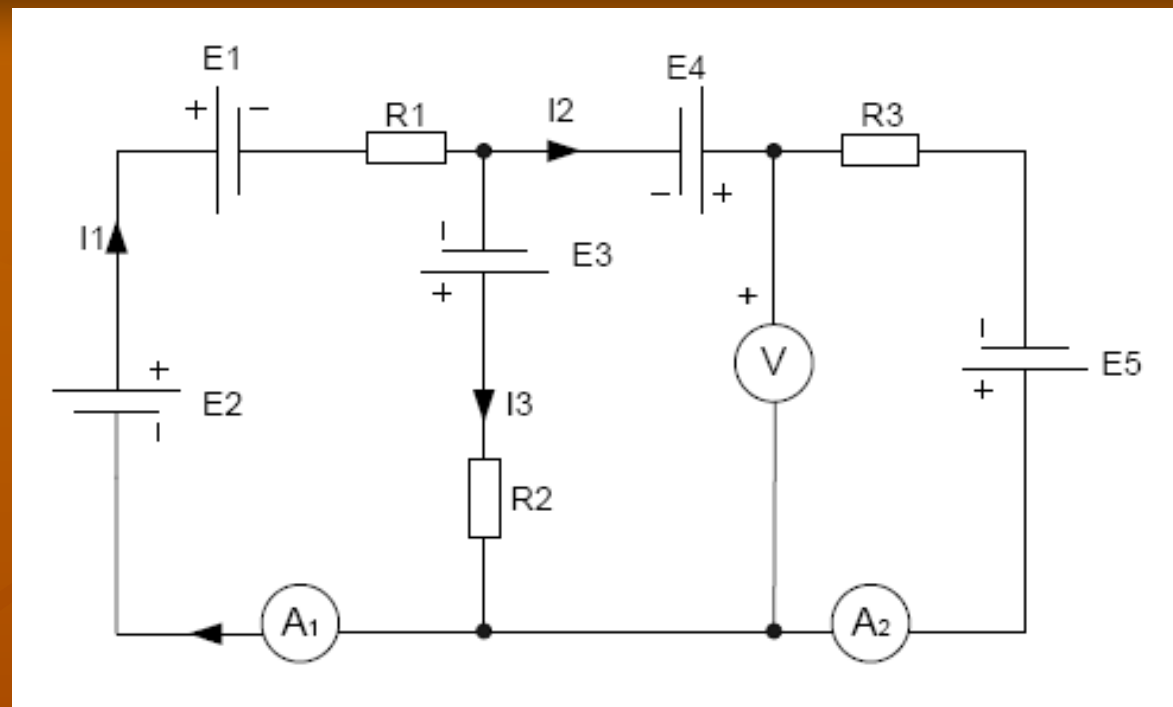 E1
E4
+ −
R1
I2
R3
− +
I1
−
E3
+
+
−
V
E5
+
+
E2
−
I3
R2
A₁
A₂